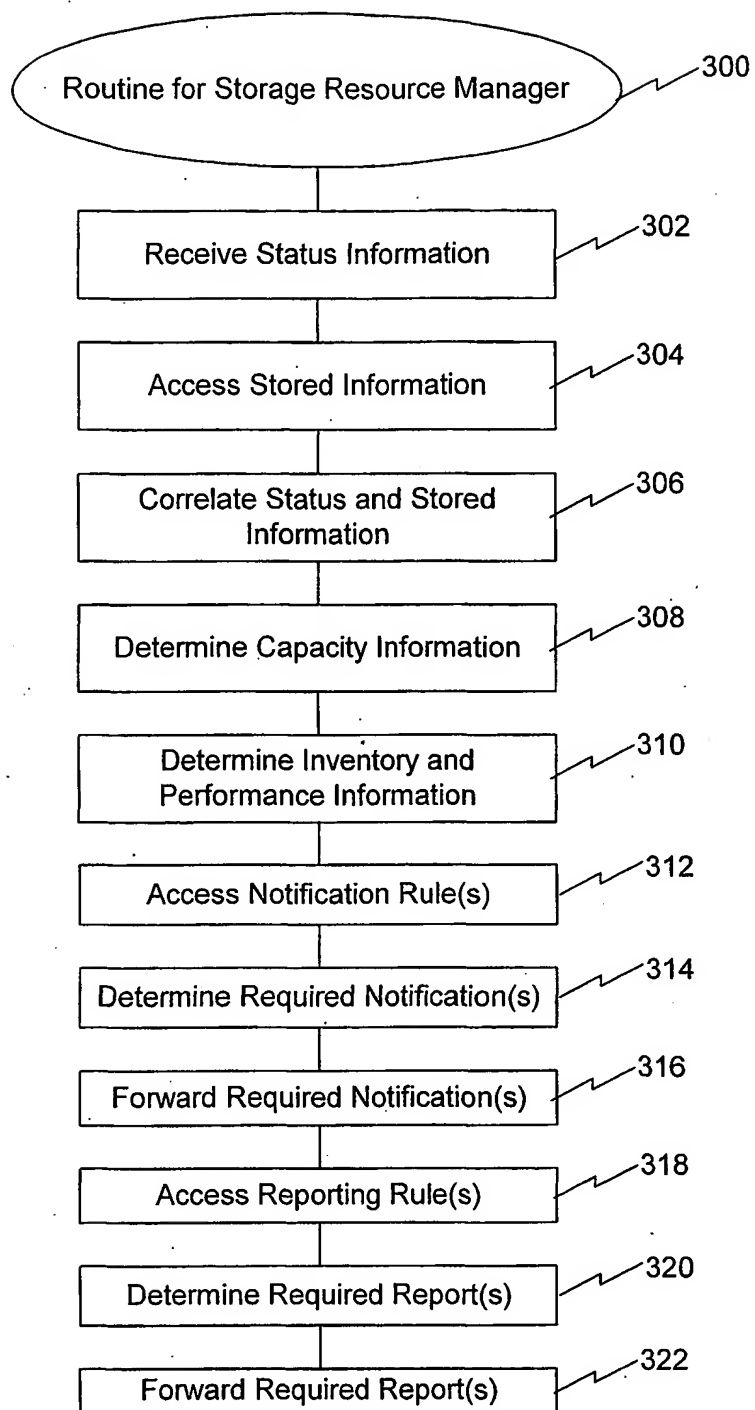 Routine for Storage Resource Manager
300
Receive Status Information
302
Access Stored Information
304
Correlate Status and Stored
Information
306
Determine Capacity Information
308
Determine Inventory and
Performance Information
310
Access Notification Rule(s)
312
Determine Required Notification(s)
314
Forward Required Notification(s)
316
Access Reporting Rule(s)
318
Determine Required Report(s)
320
Forward Required Report(s)
322